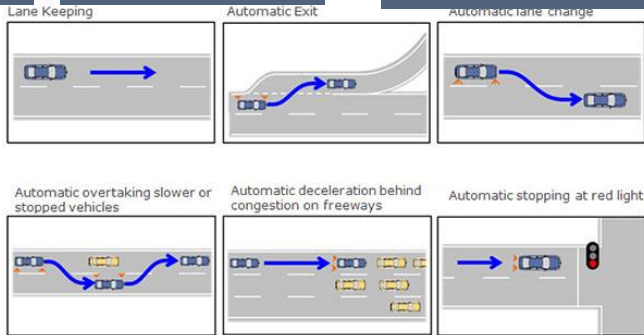 Lane Keeping
Automatic Exit
Automatic lane change
Automatic overtaking slower or
stopped vehicles
Automatic deceleration behind
congestion on freeways
Automatic stopping at red light